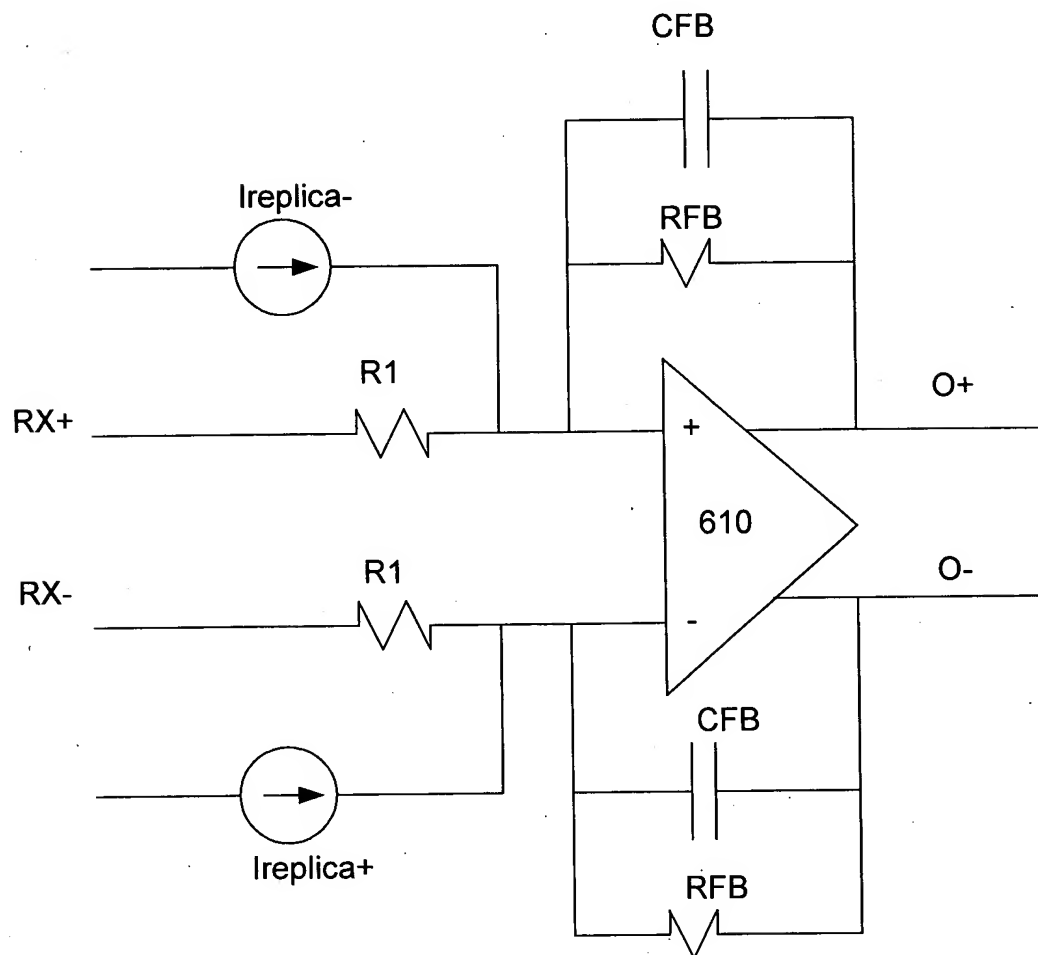 CFB
Ireplica-
RFB
R1
O+
RX+
+
610
R1
O-
RX-
-
CFB
Ireplica+
RFB